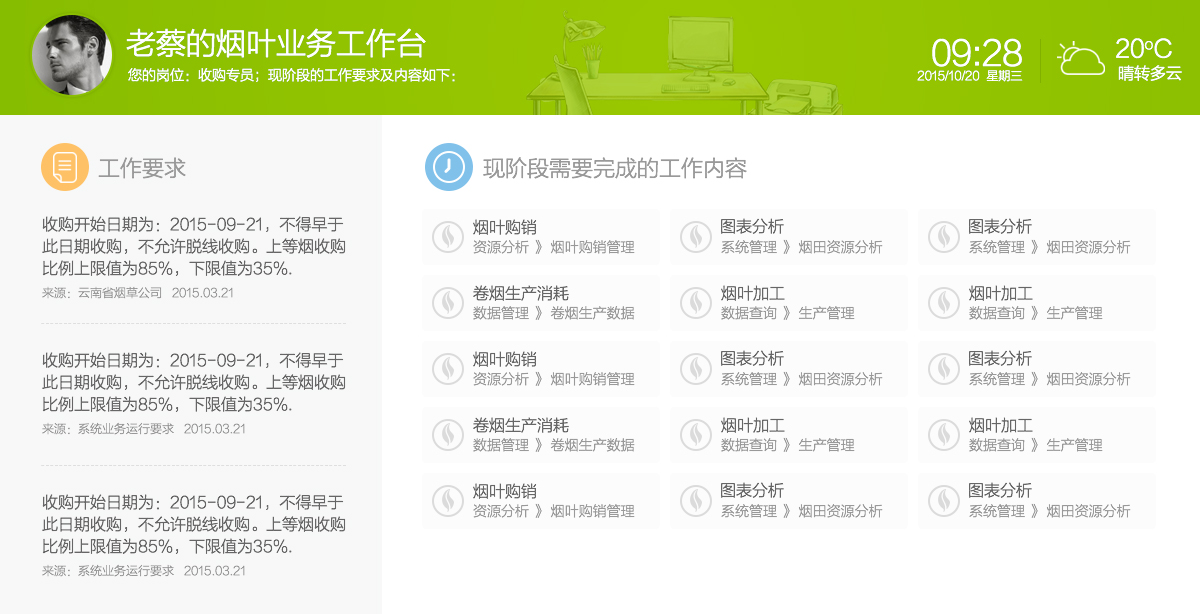 老蔡的烟叶业务工作台
您的岗位：收购专员；现阶段的工作要求及内容如下：
09:28
2015/10/20 星期三
20°C
晴转多云
工作要求
收购开始日期为：2015-09-21，不得早于
此日期收购，不允许脱线收购。上等烟收购
比例上限值为85%，下限值为35%.
来源：云南省烟草公司 2015.03.21
收购开始日期为：2015-09-21，不得早于
此日期收购，不允许脱线收购。上等烟收购
比例上限值为85%，下限值为35%.
来源：系统业务运行要求 2015.03.21
收购开始日期为：2015-09-21，不得早于
此日期收购，不允许脱线收购。上等烟收购
比例上限值为85%，下限值为35%.
来源：系统业务运行要求 2015.03.21
现阶段需要完成的工作内容
烟叶购销
资源分析 》烟叶购销管理
图表分析
系统管理 》烟田资源分析
图表分析
系统管理 》烟田资源分析
卷烟生产消耗
数据管理 》卷烟生产数据
烟叶加工
数据查询 》生产管理
烟叶加工
数据查询 》生产管理
烟叶购销
资源分析 》烟叶购销管理
图表分析
系统管理 》烟田资源分析
图表分析
系统管理 》烟田资源分析
卷烟生产消耗
数据管理 》卷烟生产数据
烟叶加工
数据查询 》生产管理
烟叶加工
数据查询 》生产管理
烟叶购销
资源分析 》烟叶购销管理
图表分析
系统管理 》烟田资源分析
图表分析
系统管理 》烟田资源分析